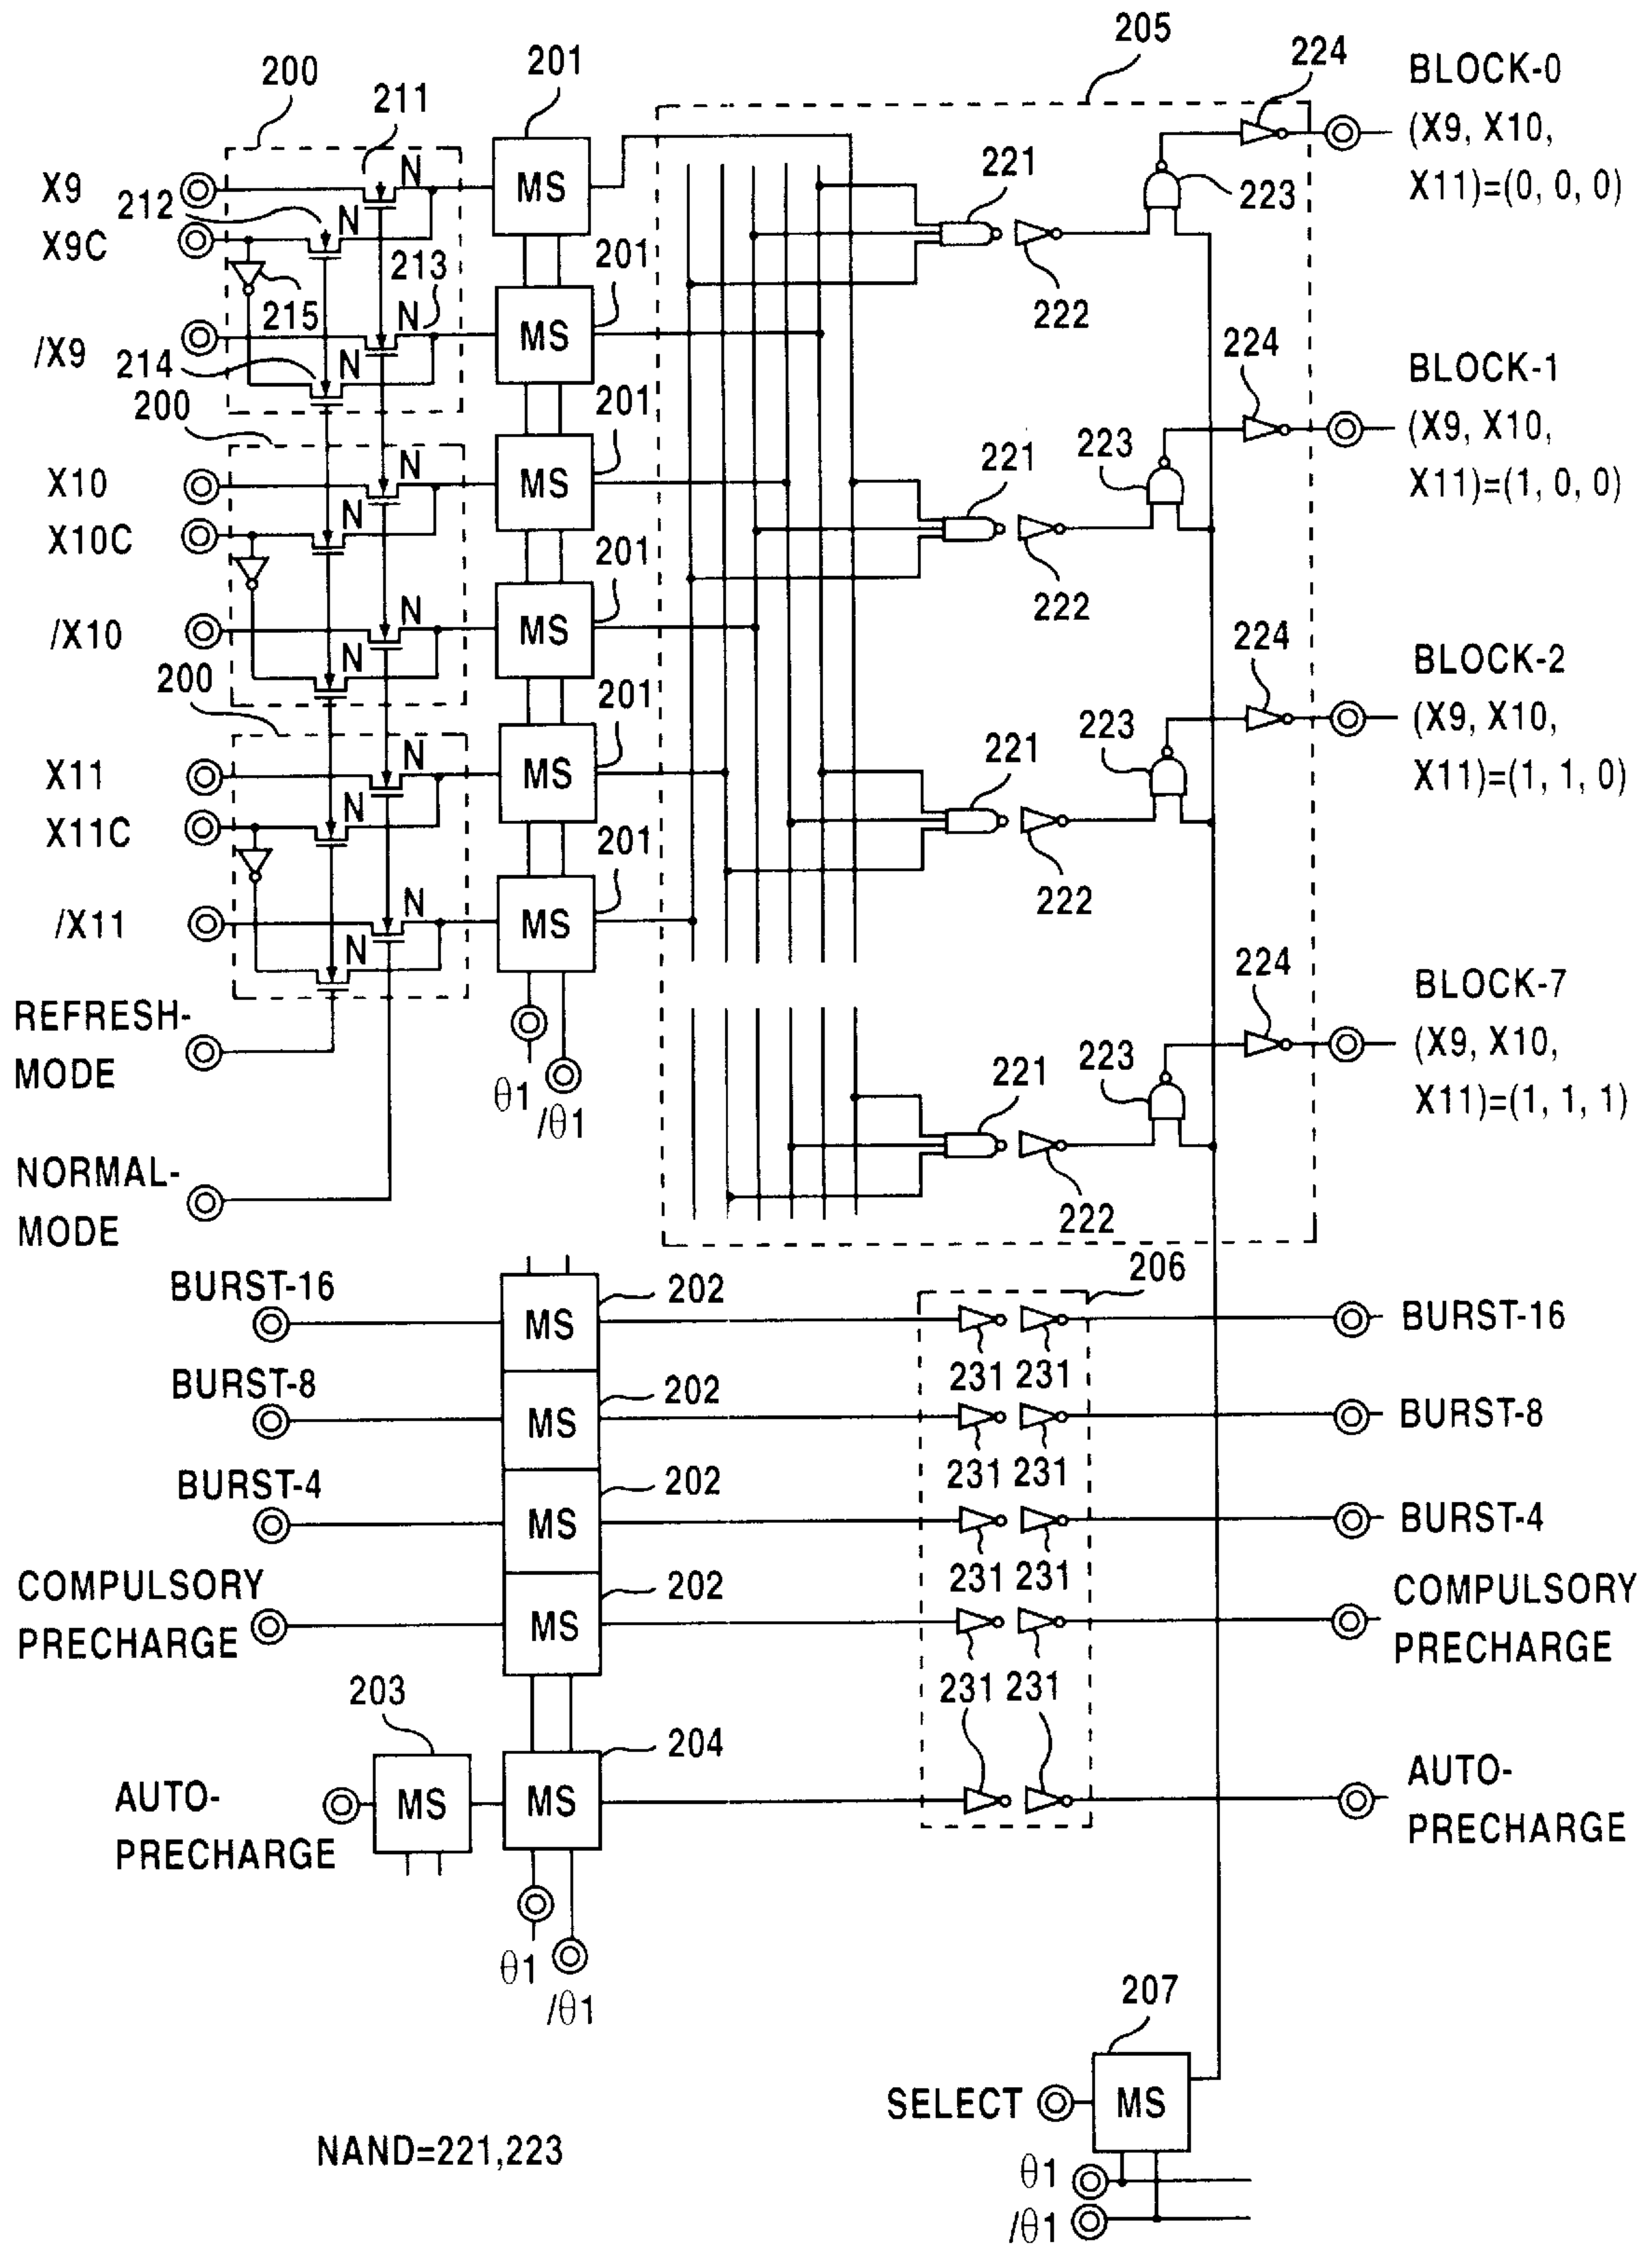 205
224
BLOCK-0
(X9, X10,
X11)=(0, 0, 0)
201
200
211
N
MS
221
223
X9
212
N
X9C
201
213
222
215
N
MS
/X9
214
N
224
BLOCK-1
(X9, X10,
X11)=(1, 0, 0)
200
201
N
MS
221
223
X10
N
X10C
201
222
N
MS
/X10
N
224
BLOCK-2
(X9, X10,
X11)=(1, 1, 0)
200
201
N
MS
221
223
X11
X11C
201
222
N
MS
/X11
N
224
BLOCK-7
(X9, X10,
X11)=(1, 1, 1)
REFRESH-
MODE
θ1
/θ1
221
223
222
NORMAL-
MODE
206
BURST-16
202
MS
BURST-16
231 231
BURST-8
202
MS
BURST-8
231 231
BURST-4
202
MS
BURST-4
231 231
COMPULSORY
PRECHARGE
202
MS
COMPULSORY
PRECHARGE
231 231
203
204
AUTO-
PRECHARGE
MS
MS
AUTO-
PRECHARGE
θ1
/θ1
207
SELECT
MS
NAND=221,223
θ1
/θ1